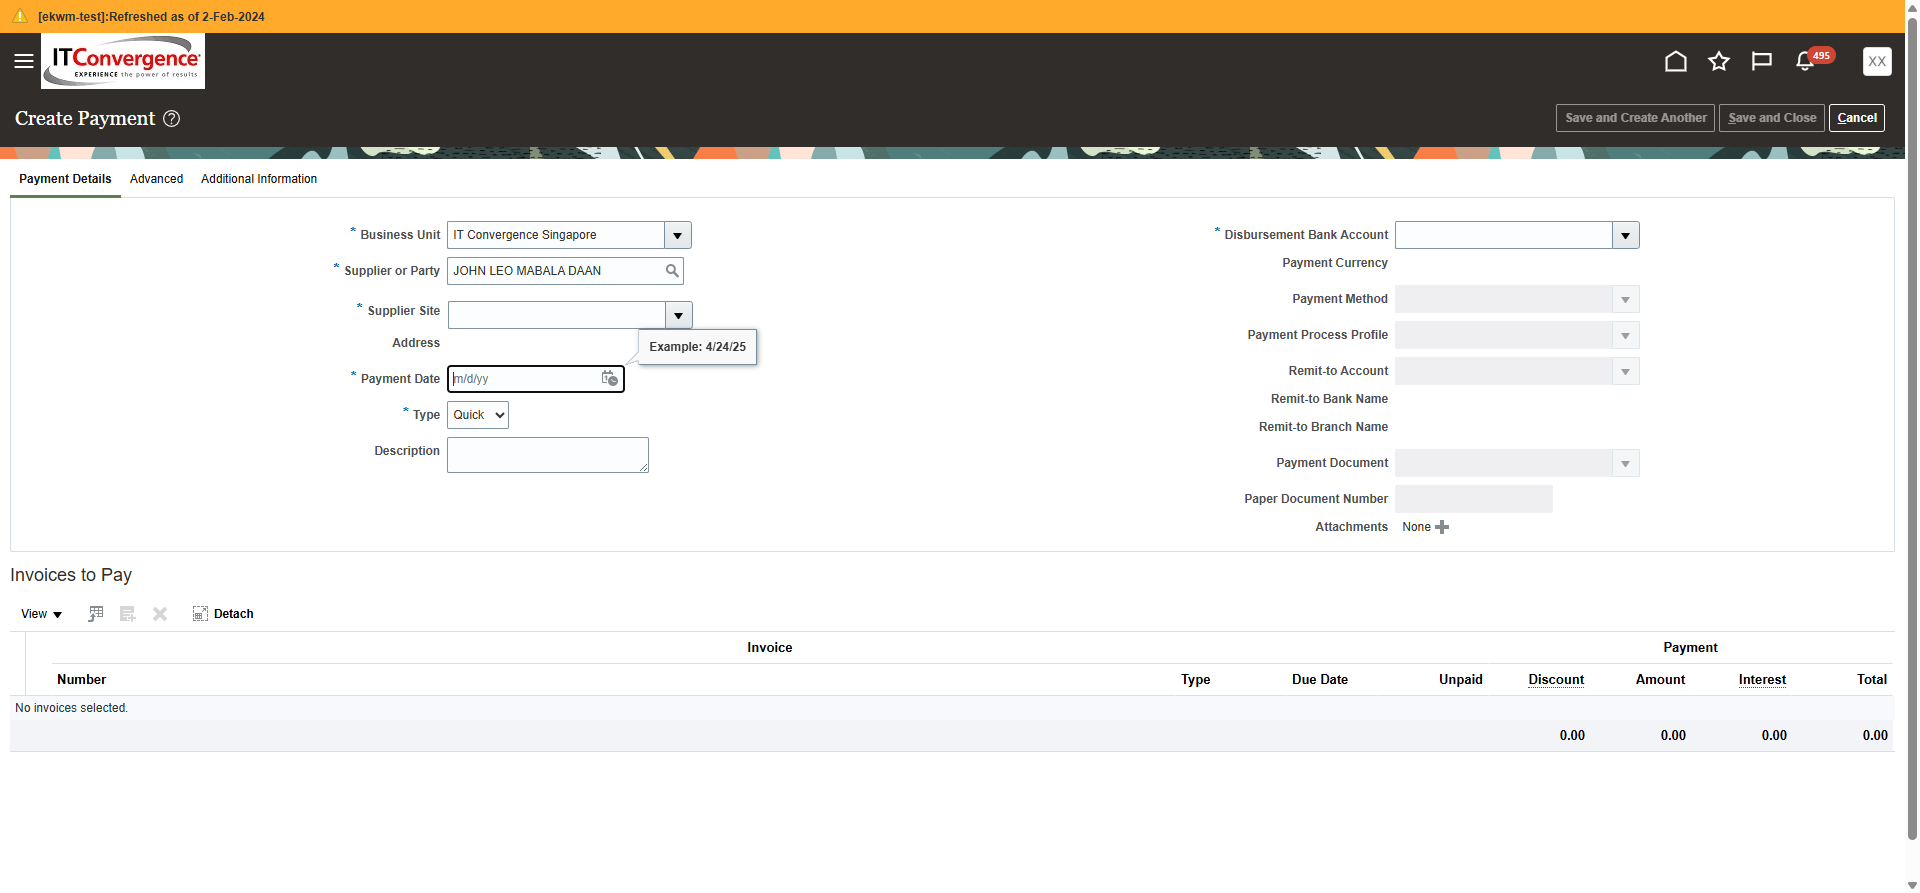 [ekwm-test]:Refreshed as of 2-Feb-2024
ITConvergence
EXPERIENCE the power of results
495
XX
Create Payment ?
Save and Create Another
Save and Close
Cancel
Payment Details
Advanced
Additional Information
* Business Unit IT Convergence Singapore
* Supplier or Party JOHN LEO MABALA DAAN
* Supplier Site
Address
Example: 4/24/25
* Payment Date m/d/yy
* Type Quick
Description
* Disbursement Bank Account
Payment Currency
Payment Method
Payment Process Profile
Remit-to Account
Remit-to Bank Name
Remit-to Branch Name
Payment Document
Paper Document Number
Attachments None
Invoices to Pay
View
Detach
Invoice Payment
Number Type Due Date Unpaid Discount Amount Interest Total
No invoices selected.
0.00 0.00 0.00 0.00